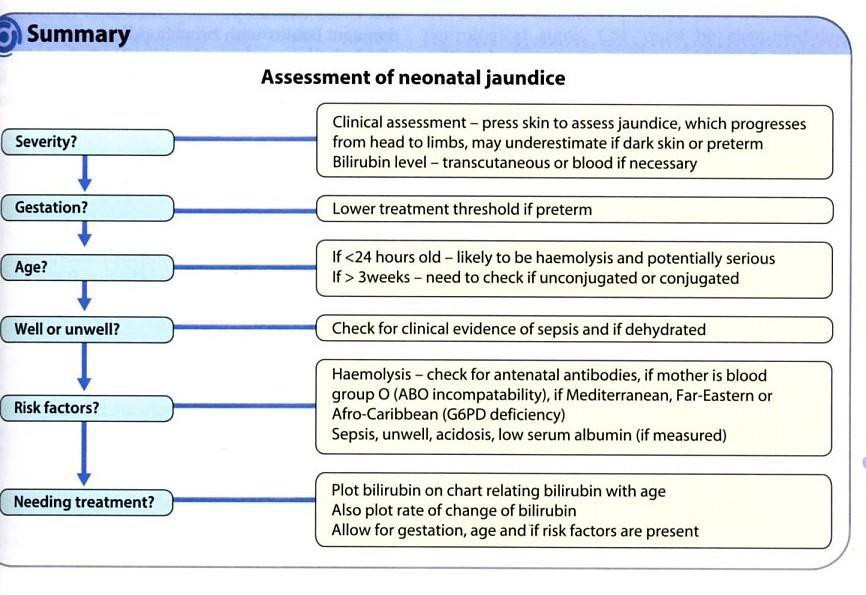 Summary
Assessment of neonatal jaundice
Severity?
Clinical assessment – press skin to assess jaundice, which progresses
from head to limbs, may underestimate if dark skin or preterm
Bilirubin level – transcutaneous or blood if necessary
Gestation?
Lower treatment threshold if preterm
Age?
If <24 hours old – likely to be haemolysis and potentially serious
If > 3weeks – need to check if unconjugated or conjugated
Well or unwell?
Check for clinical evidence of sepsis and if dehydrated
Risk factors?
Haemolysis – check for antenatal antibodies, if mother is blood
group O (ABO incompatability), if Mediterranean, Far-Eastern or
Afro-Caribbean (G6PD deficiency)
Sepsis, unwell, acidosis, low serum albumin (if measured)
Needing treatment?
Plot bilirubin on chart relating bilirubin with age
Also plot rate of change of bilirubin
Allow for gestation, age and if risk factors are present